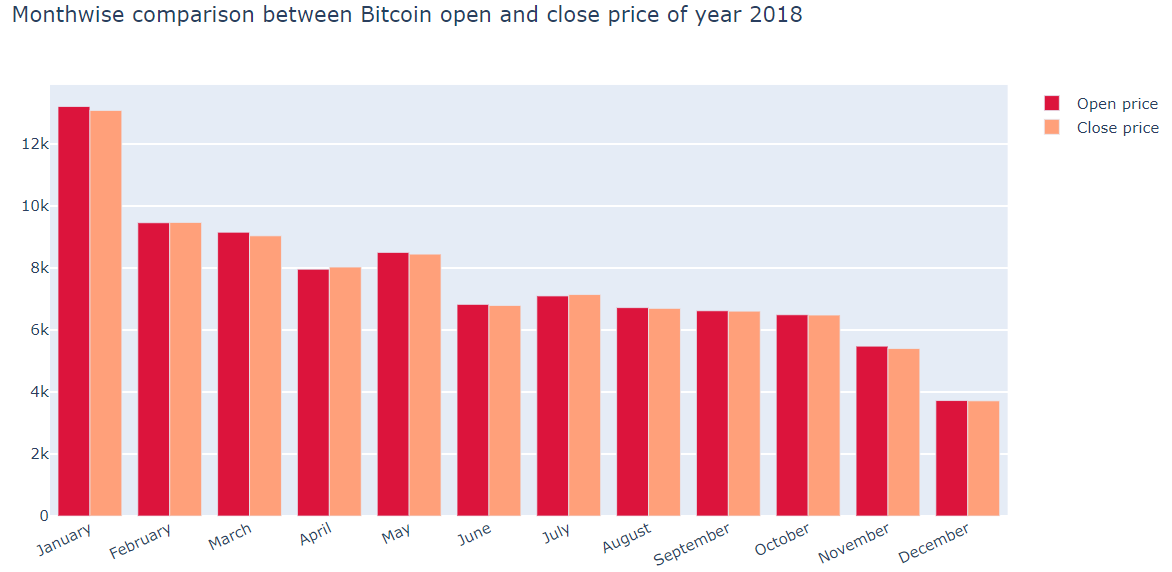 Monthwise comparison between Bitcoin open and close price of year 2018
Open price
Close price
12k
10k
8k
6k
4k
2k
0
January
February
March
April
May
June
July
August
September
October
November
December